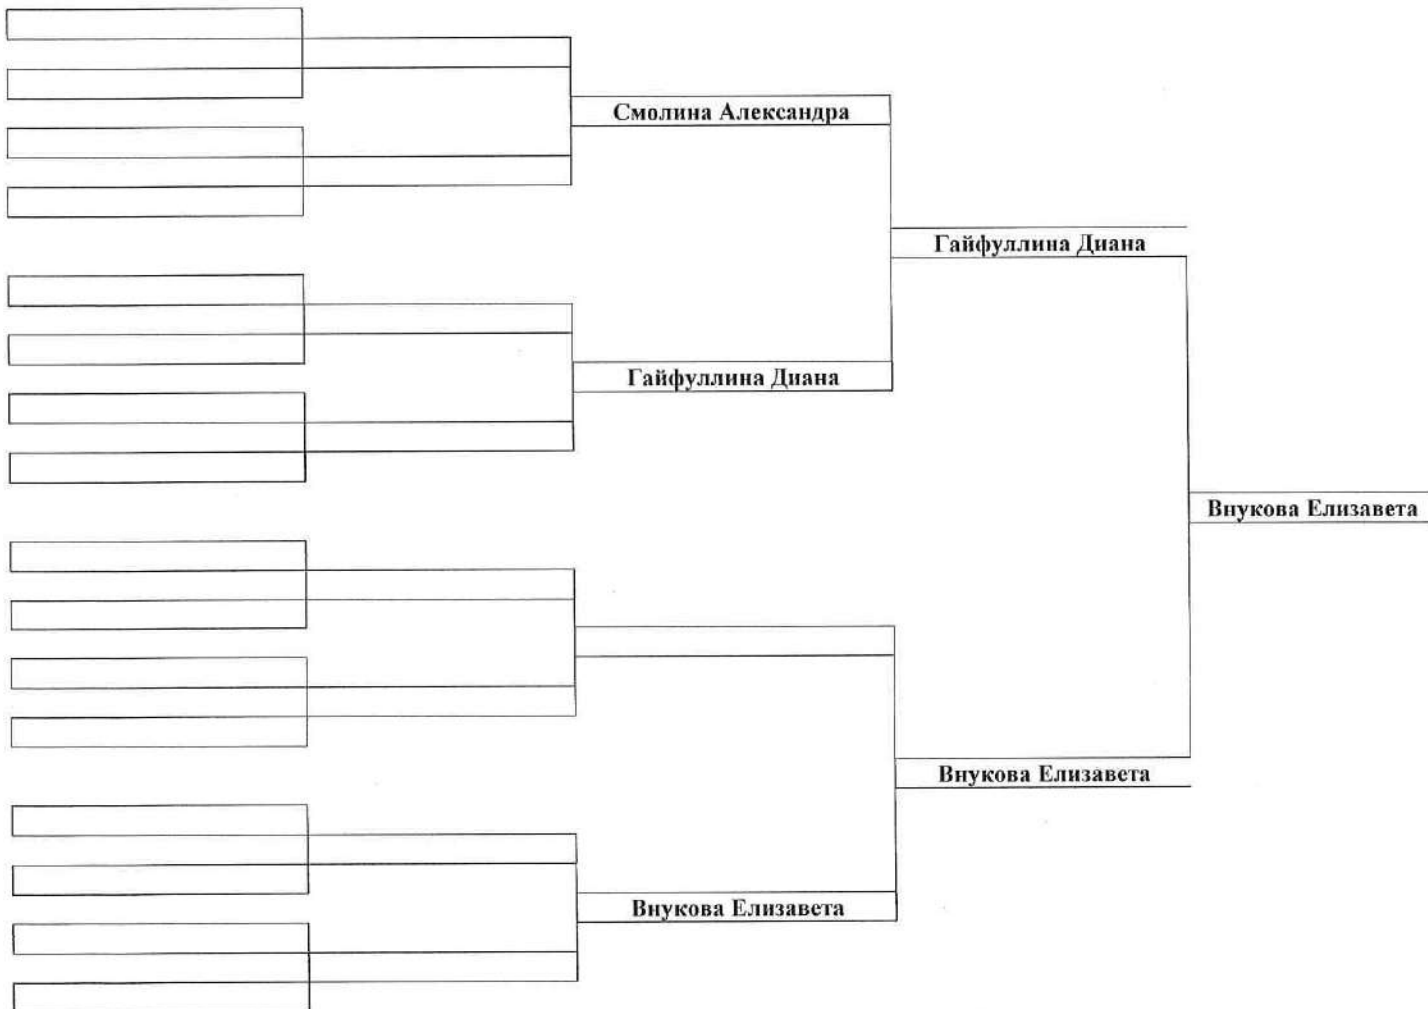 Смолина Александра
Гайфуллина Диана
Гайфуллина Диана
Внукова Елизавета
Внукова Елизавета
Внукова Елизавета